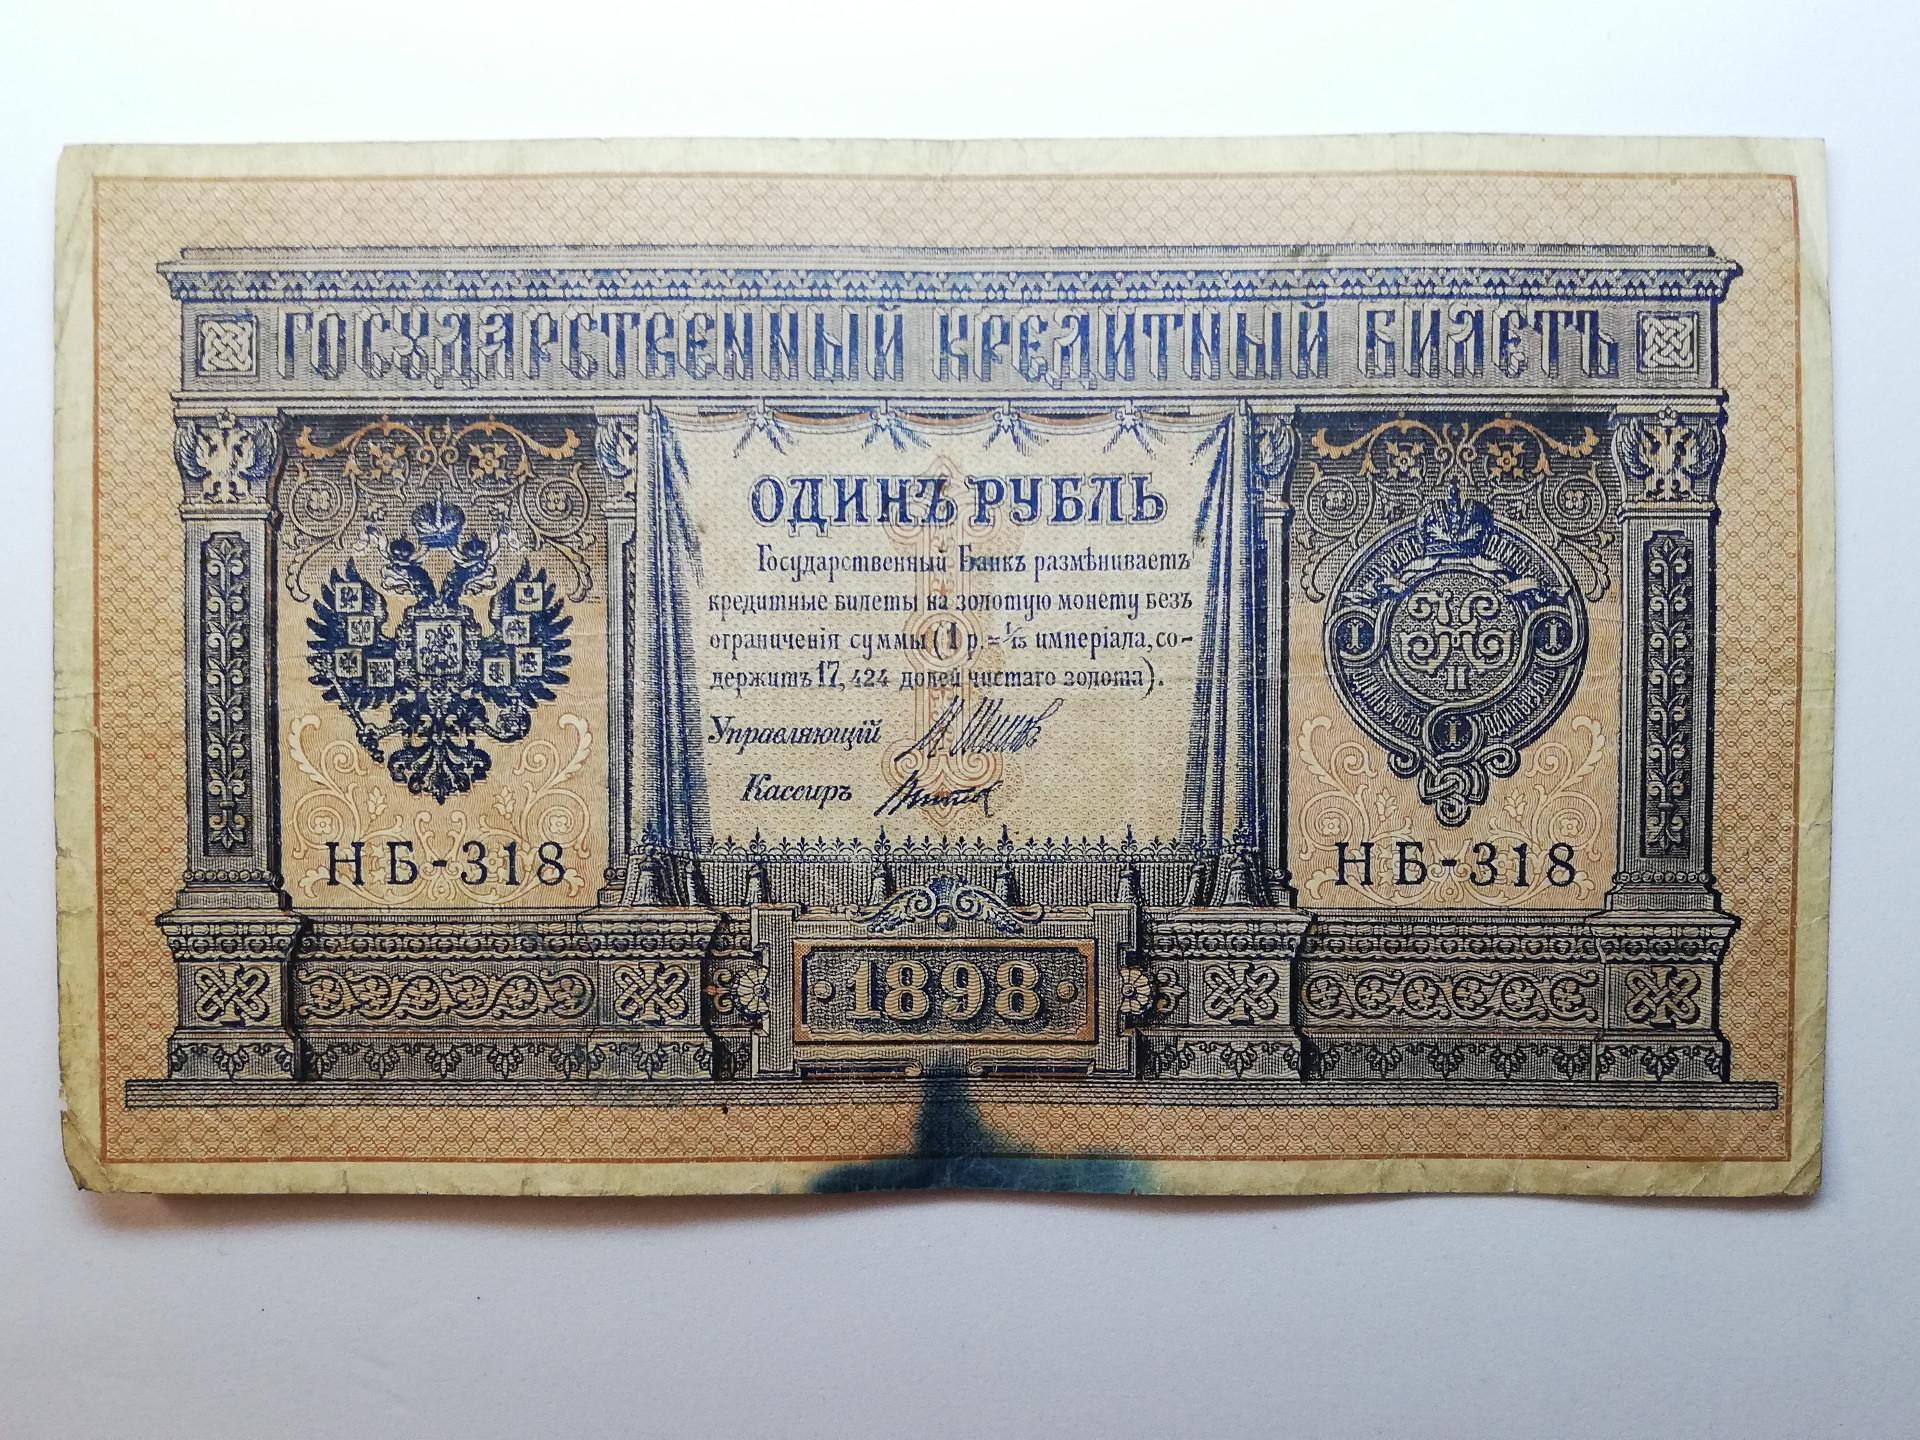 ГОСУДАРСТВЕННЫЙ КРЕДИТНЫЙ БИЛЕТЪ
ОДИНЪ РУБЛЬ
Государственный Банкъ размѣниваетъ
кредитные билеты на золотую монету безъ
ограниченія суммы (1 р. = 1/15 имперіала, со-
держитъ 17,424 долей чистаго золота).
Управляющій
Кассиръ
НБ-318
НБ-318
1898